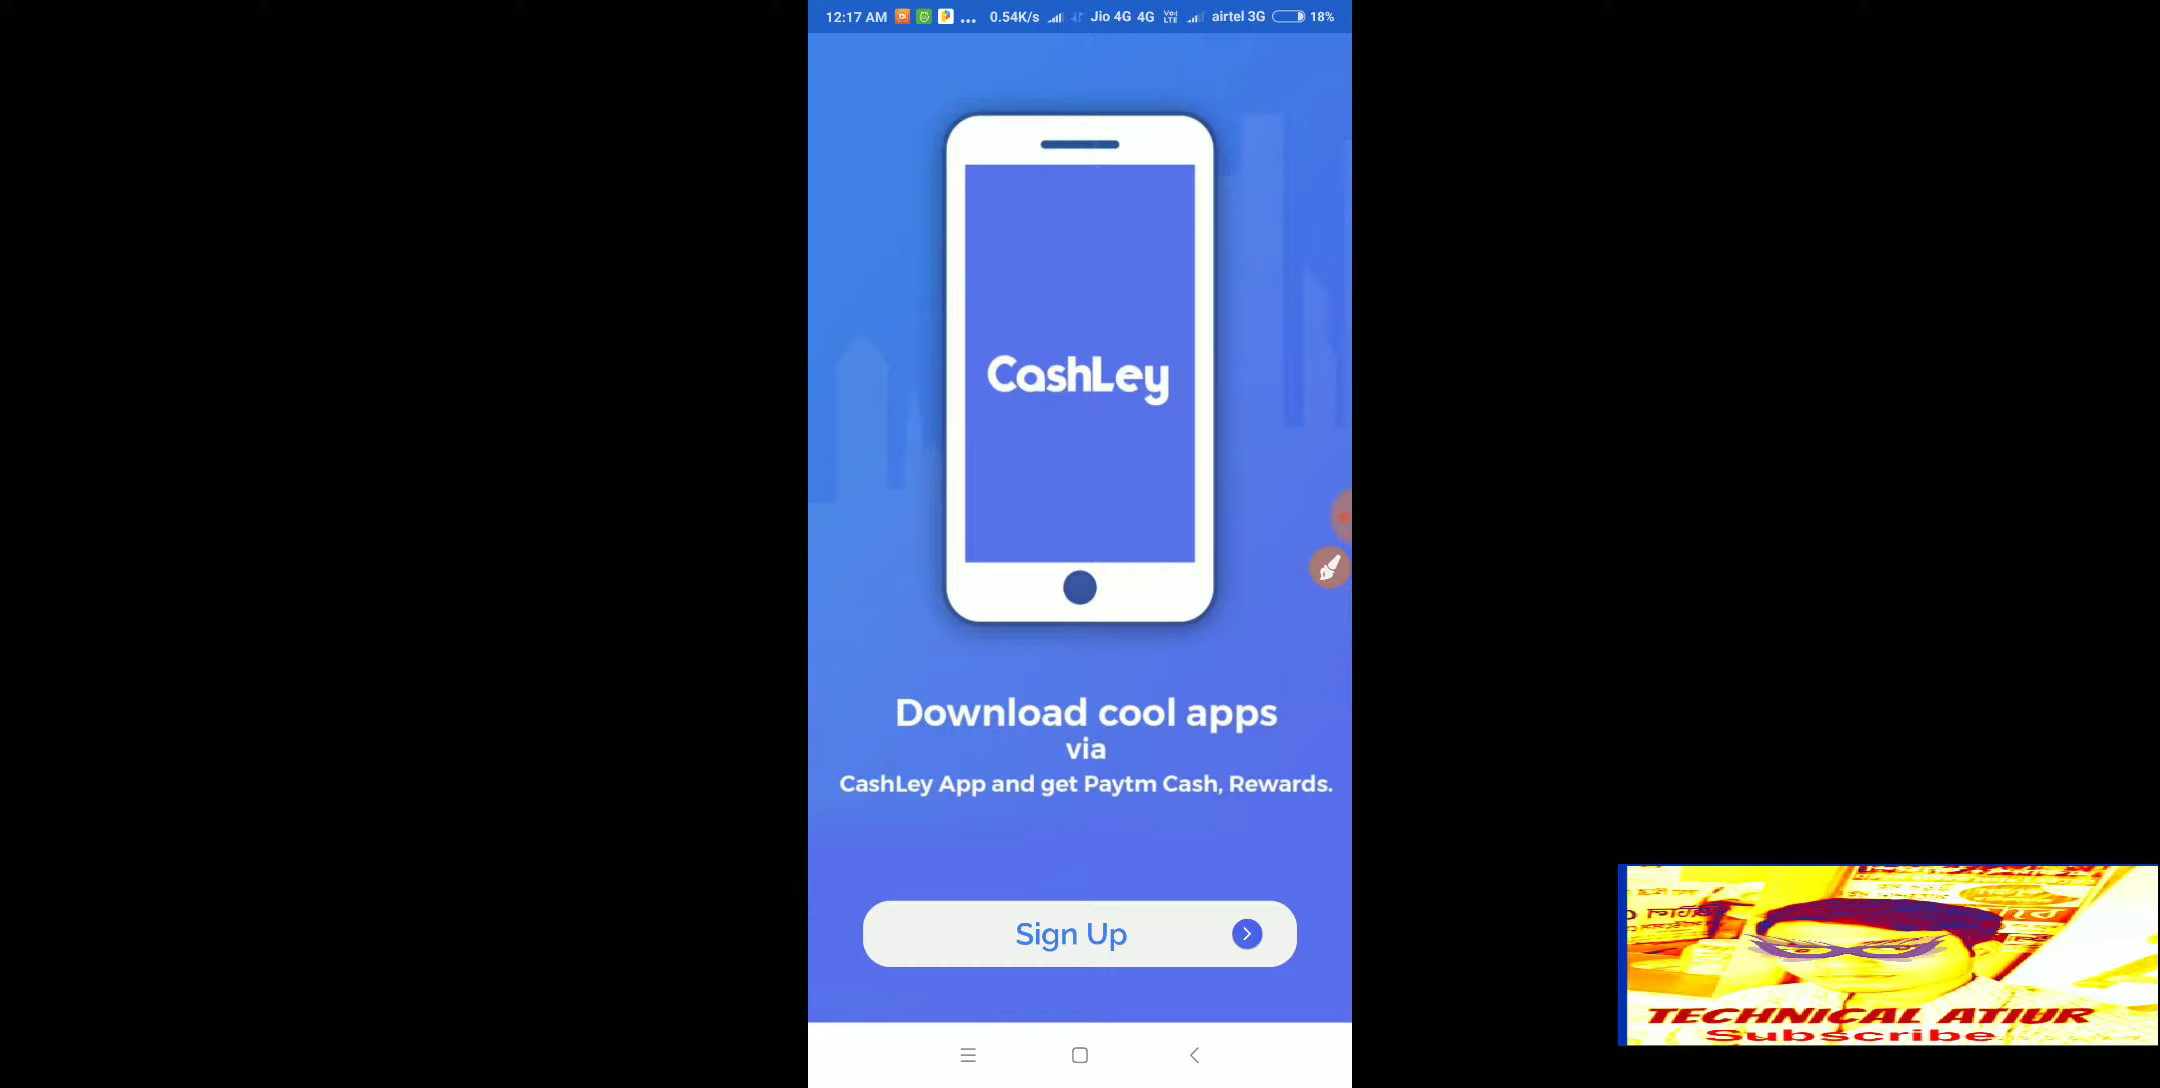 12:17 AM ... 0.54K/s Jio 4G 4G VoLTE airtel 3G 18%
CashLey
Download cool apps
via
CashLey App and get Paytm Cash, Rewards.
Sign Up
TECHNICAL ATIUR
Subscribe